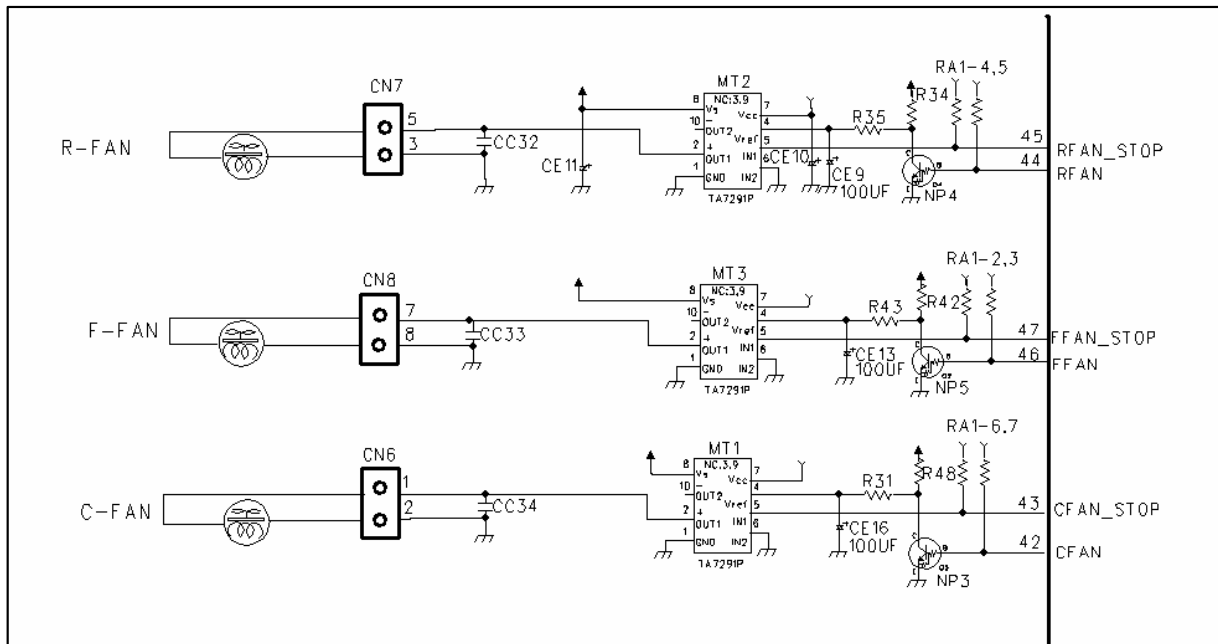 R-FAN
CN7
5
3
CC32
CE11
MT2
NC:3,9
8
VS
Vcc
7
10
OUT2
4
2
+
Vref
5
OUT1
IN1
6
1
GND
IN2
TA7291P
CE10
CE9
100UF
R35
R34
RA1-4,5
NP4
45
RFAN_STOP
44
RFAN
F-FAN
CN8
7
8
CC33
MT3
NC:3,9
8
VS
7
10
OUT2
4
2
+
Vref
5
OUT1
IN1
6
1
GND
IN2
TA7291P
CE13
100UF
R43
R42
RA1-2,3
NP5
47
FFAN_STOP
46
FFAN
C-FAN
CN6
1
2
CC34
MT1
NC:3,9
8
VS
Vcc
7
10
OUT2
4
2
+
Vref
5
OUT1
IN1
6
1
GND
IN2
TA7291P
CE16
100UF
R31
R48
RA1-6,7
NP3
43
CFAN_STOP
42
CFAN